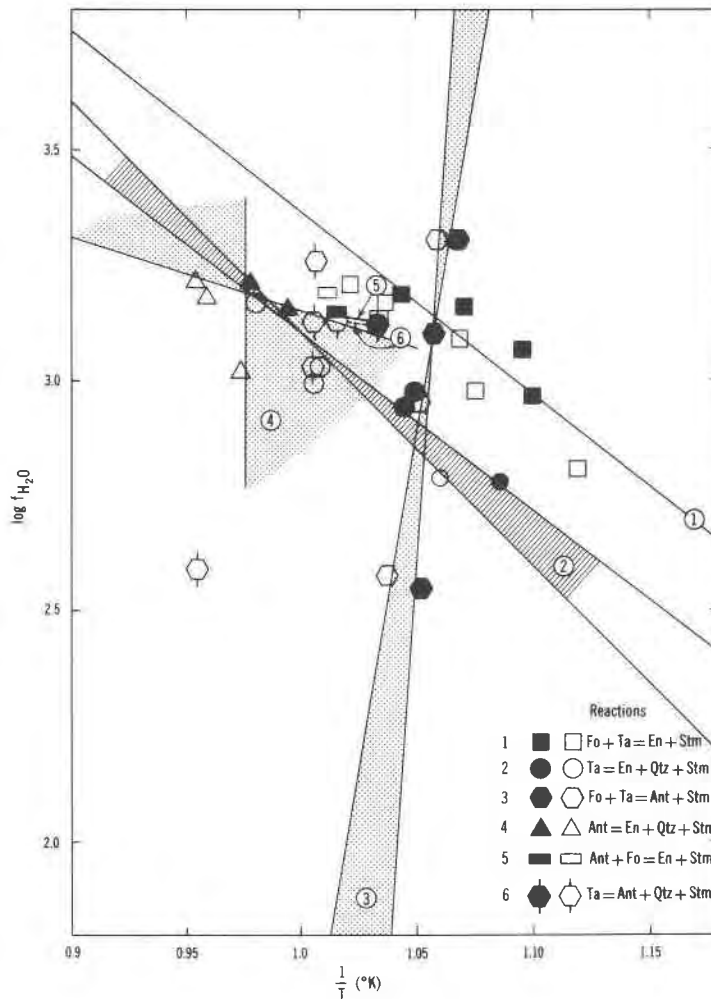 3.5
3.0
2.5
2.0
log fH2O
5
6
4
1
2
3
Reactions
1 Fo + Ta = En + Stm
2 Ta = En + Qtz + Stm
3 Fo + Ta = Ant + Stm
4 Ant = En + Qtz + Stm
5 Ant + Fo = En + Stm
6 Ta = Ant + Qtz + Stm
0.9 0.95 1.0 1.05 1.10 1.15
1/T (°K)